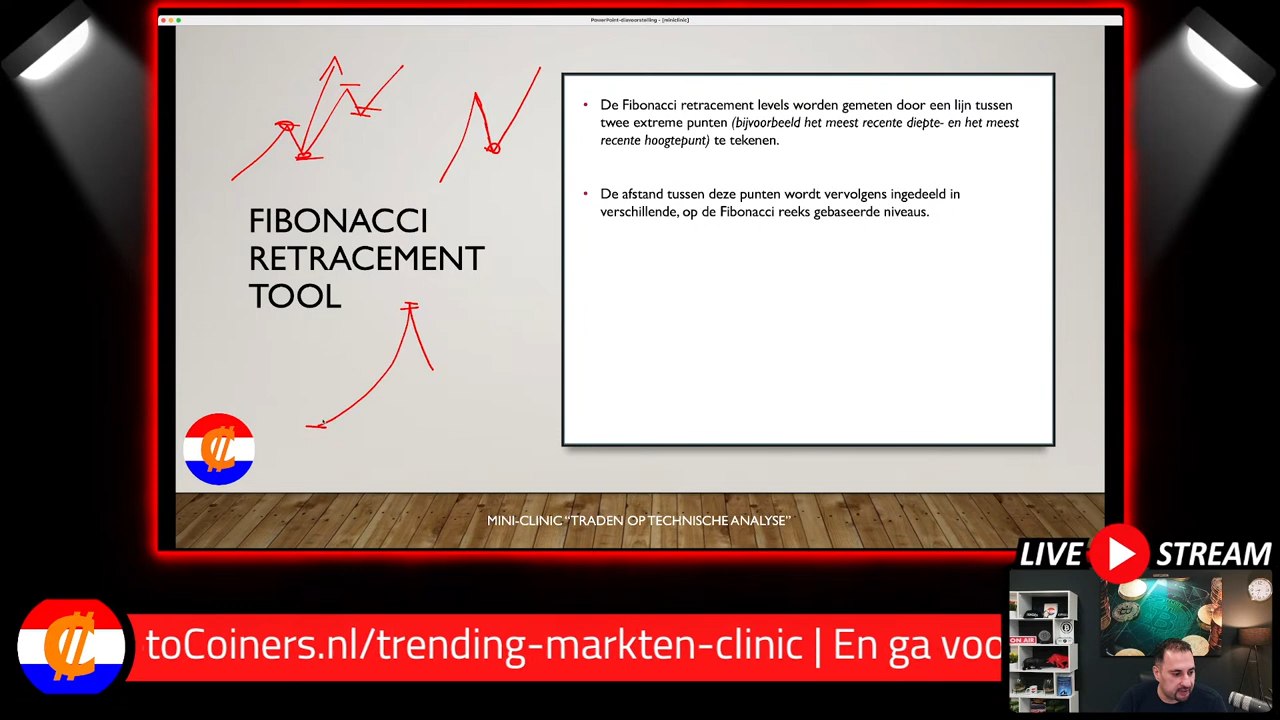 PowerPoint-diavoorstelling - [miniclinic]
FIBONACCI
RETRACEMENT
TOOL
• De Fibonacci retracement levels worden gemeten door een lijn tussen
twee extreme punten (bijvoorbeeld het meest recente diepte- en het meest
recente hoogtepunt) te tekenen.
• De afstand tussen deze punten wordt vervolgens ingedeeld in
verschillende, op de Fibonacci reeks gebaseerde niveaus.
MINI-CLINIC “TRADEN OP TECHNISCHE ANALYSE”
LIVE STREAM
toCoiners.nl/trending-markten-clinic | En ga voo
ON AIR